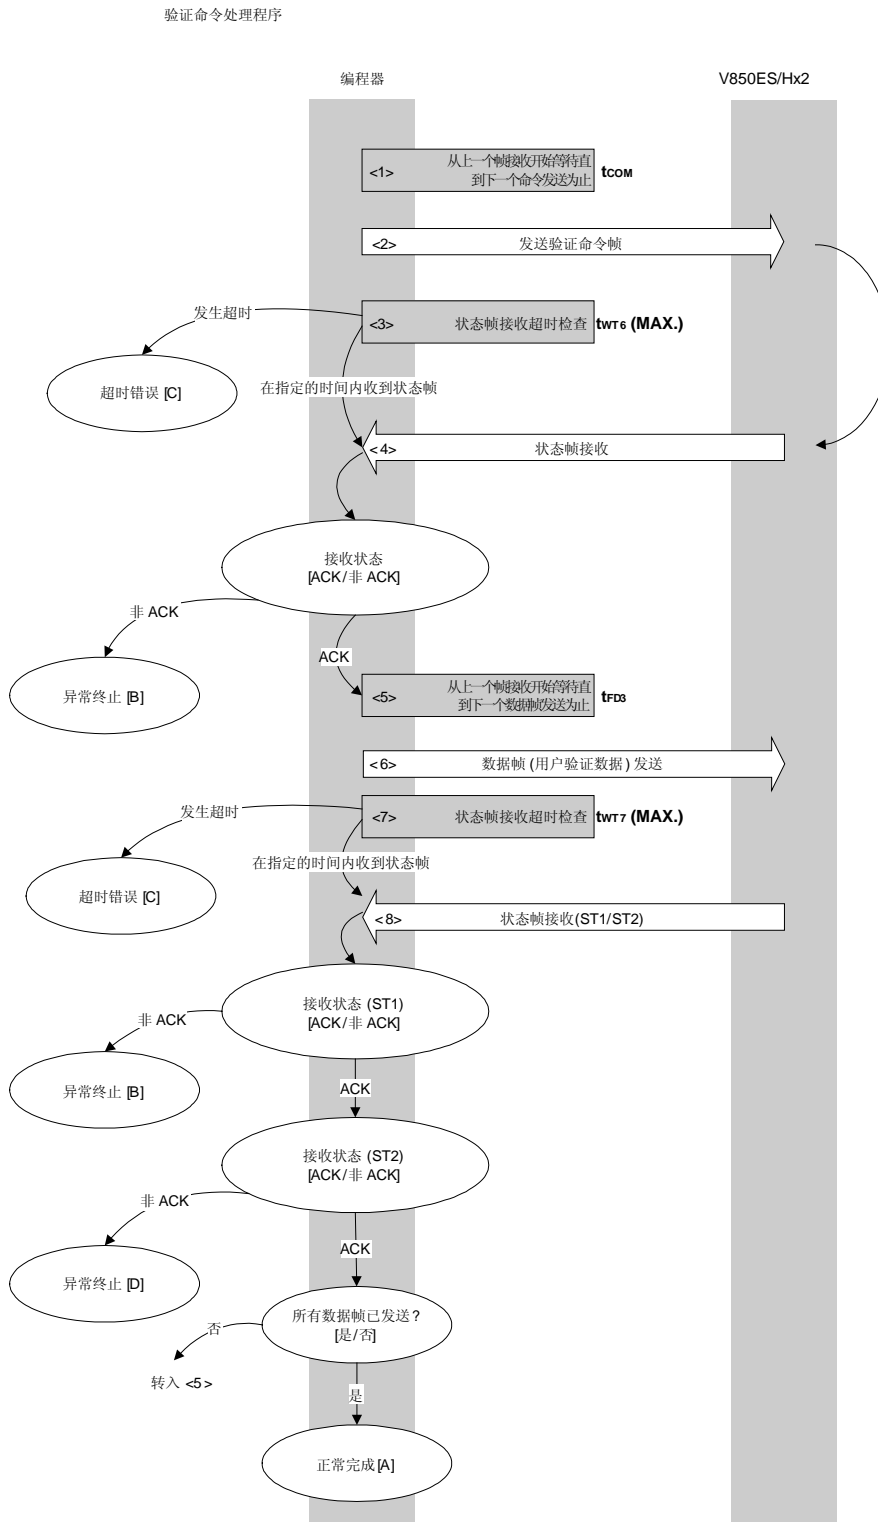 验证命令处理程序
编程器
V850ES/Hx2
<1>
从上一个帧接收开始等待直
到下一个命令发送为止
tCOM
<2>
发送验证命令帧
发生超时
<3>
状态帧接收超时检查
tWT6 (MAX.)
超时错误 [C]
在指定的时间内收到状态帧
<4>
状态帧接收
接收状态
[ACK/非 ACK]
非 ACK
ACK
异常终止 [B]
<5>
从上一个帧接收开始等待直
到下一个数据帧发送为止
tFD3
<6>
数据帧 (用户验证数据) 发送
发生超时
<7>
状态帧接收超时检查
tWT7 (MAX.)
在指定的时间内收到状态帧
超时错误 [C]
<8>
状态帧接收(ST1/ST2)
接收状态 (ST1)
[ACK/非 ACK]
非 ACK
异常终止 [B]
ACK
接收状态 (ST2)
[ACK/非 ACK]
非 ACK
ACK
异常终止 [D]
所有数据帧已发送?
[是/否]
否
转入 <5>
是
正常完成[A]